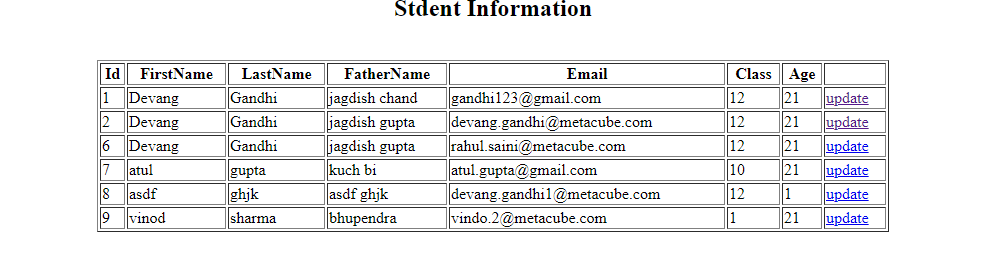 Stdent Information
Id FirstName LastName FatherName Email Class Age
1 Devang Gandhi jagdish chand gandhi123@gmail.com 12 21 update
2 Devang Gandhi jagdish gupta devang.gandhi@metacube.com 12 21 update
6 Devang Gandhi jagdish gupta rahul.saini@metacube.com 12 21 update
7 atul gupta kuch bi atul.gupta@gmail.com 10 21 update
8 asdf ghjk asdf ghjk devang.gandhi1@metacube.com 12 1 update
9 vinod sharma bhupendra vindo.2@metacube.com 1 21 update